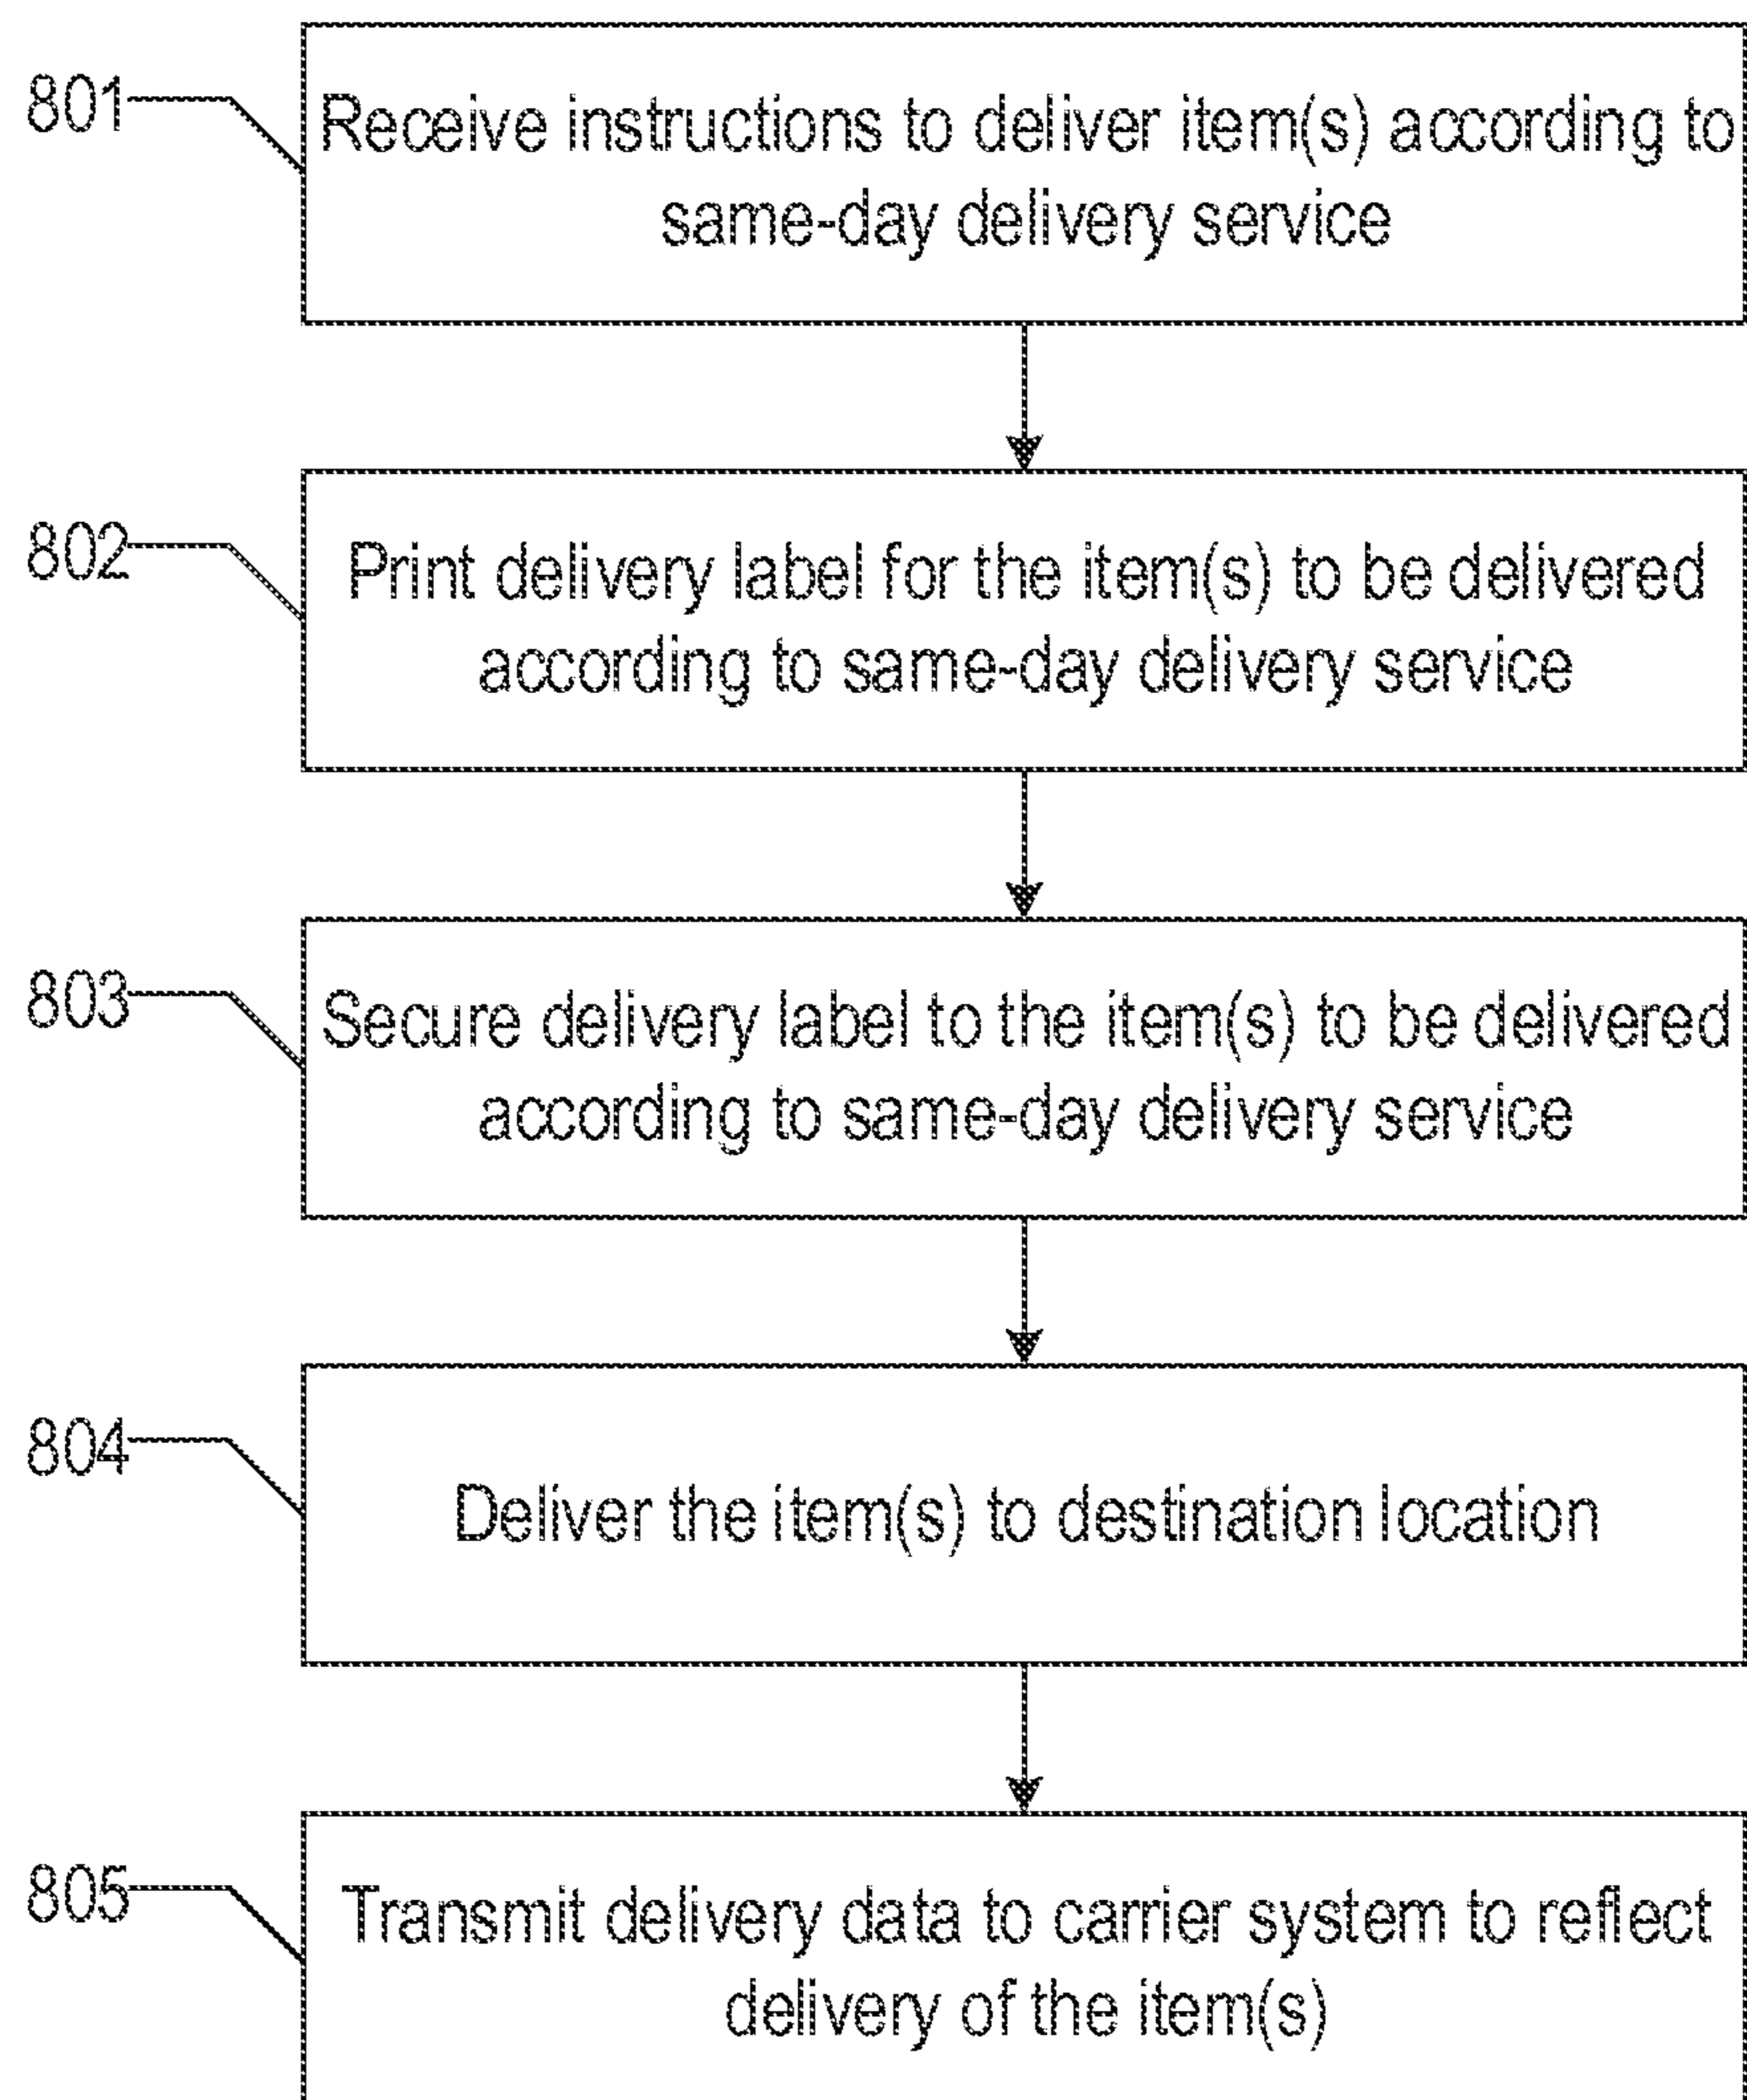 801
Receive instructions to deliver item(s) according to
same-day delivery service
802
Print delivery label for the item(s) to be delivered
according to same-day delivery service
803
Secure delivery label to the item(s) to be delivered
according to same-day delivery service
804
Deliver the item(s) to destination location
805
Transmit delivery data to carrier system to reflect
delivery of the item(s)